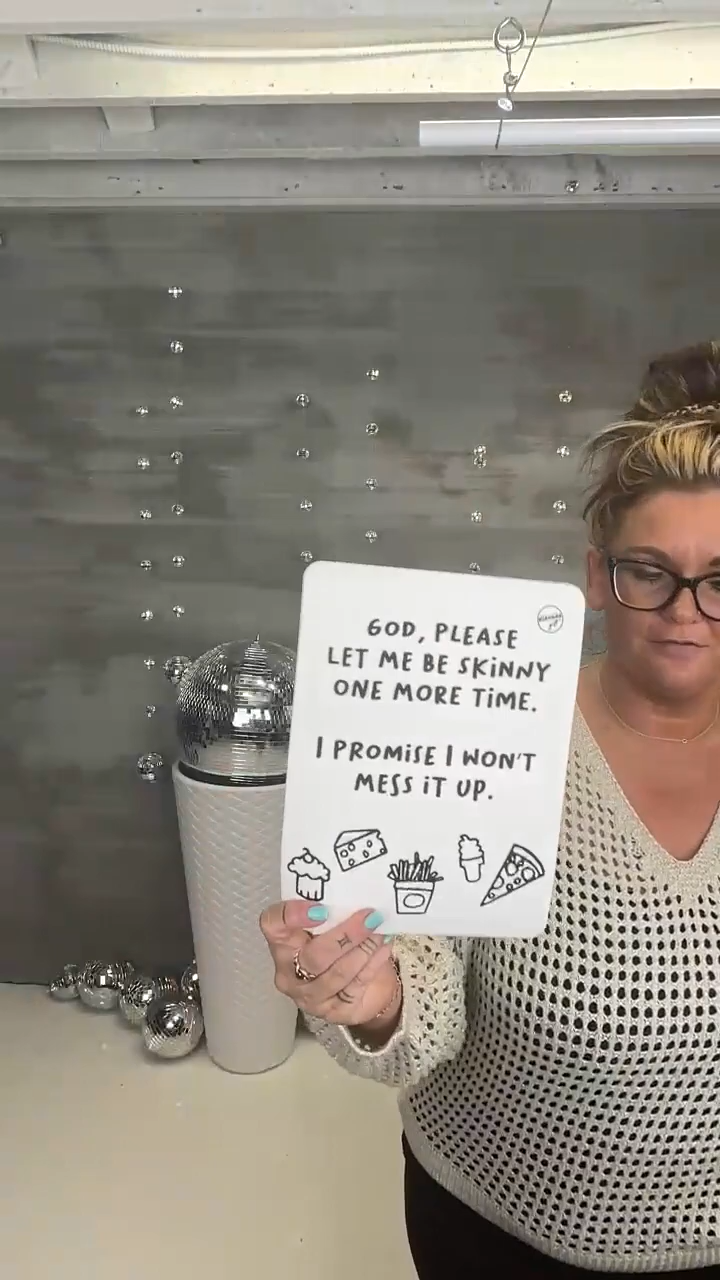 GOD, PLEASE
LET ME BE SKiNNY
ONE MORE TiME.
I PROMiSE I WON'T
MESS iT UP.